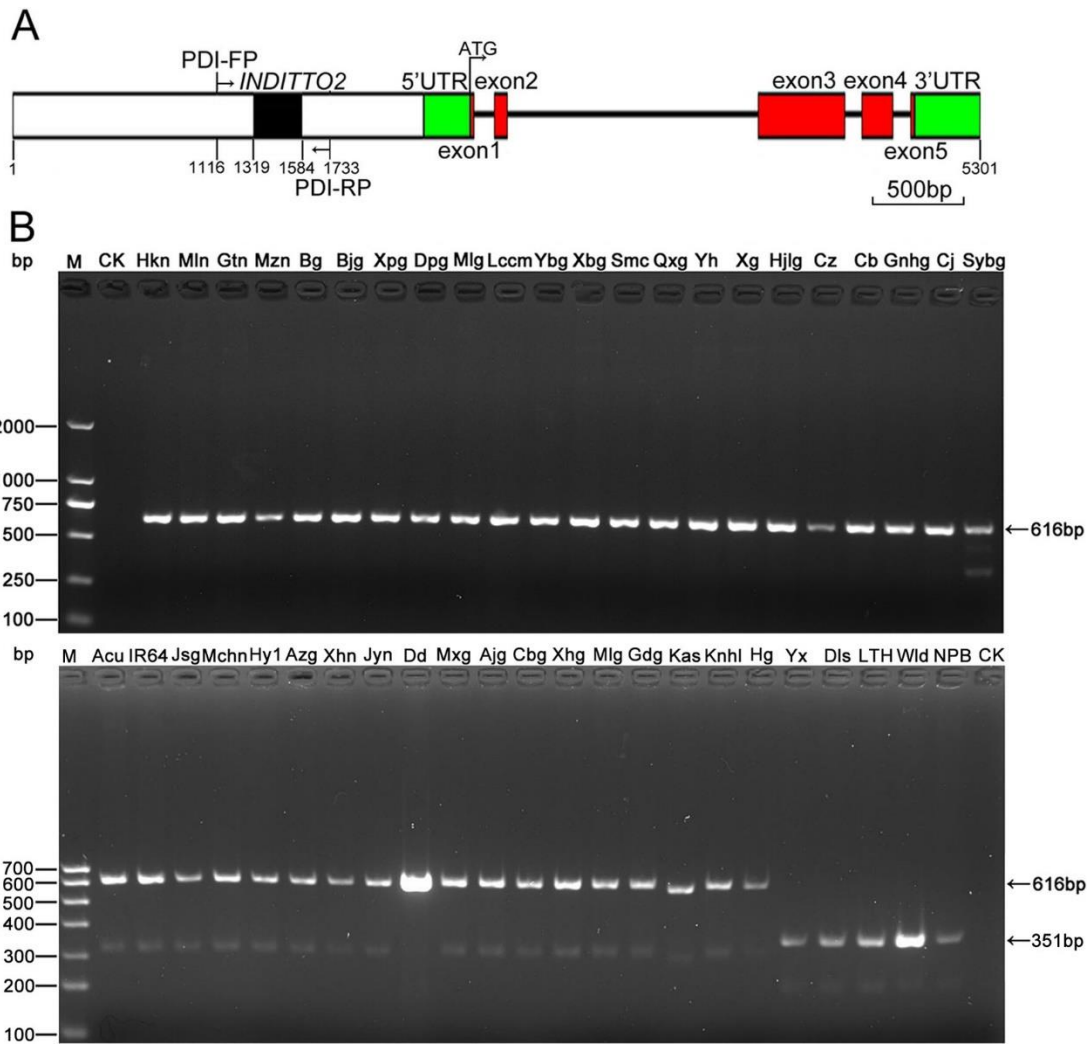 A
PDI-FP INDITTO2 5'UTR ATG exon2 exon3 exon4 3'UTR
exon1 exon5
1 1116 1319 1584 1733 5301
PDI-RP 500bp
B
bp M CK Hkn Mln Gtn Mzn Bg Bjg Xpg Dpg Mlg Lccm Ybg Xbg Smc Qxg Yh Xg Hjlg Cz Cb Gnhg Cj Sybg
2000
000
750
500 ←616bp
250
100
bp M Acu IR64 Jsg Mchn Hy1 Azg Xhn Jyn Dd Mxg Ajg Cbg Xhg Mlg Gdg Kas Knhl Hg Yx Dls LTH Wld NPB CK
700
600 ←616bp
500
400
←351bp
300
200
100